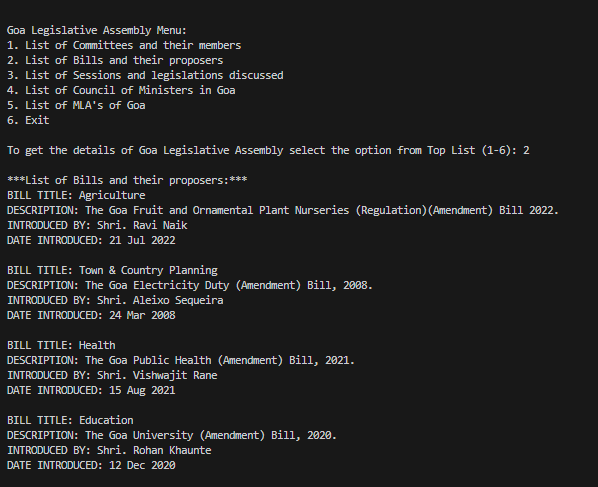 Goa Legislative Assembly Menu:
1. List of Committees and their members
2. List of Bills and their proposers
3. List of Sessions and legislations discussed
4. List of Council of Ministers in Goa
5. List of MLA's of Goa
6. Exit
To get the details of Goa Legislative Assembly select the option from Top List (1-6): 2
***List of Bills and their proposers:***
BILL TITLE: Agriculture
DESCRIPTION: The Goa Fruit and Ornamental Plant Nurseries (Regulation)(Amendment) Bill 2022.
INTRODUCED BY: Shri. Ravi Naik
DATE INTRODUCED: 21 Jul 2022
BILL TITLE: Town & Country Planning
DESCRIPTION: The Goa Electricity Duty (Amendment) Bill, 2008.
INTRODUCED BY: Shri. Aleixo Sequeira
DATE INTRODUCED: 24 Mar 2008
BILL TITLE: Health
DESCRIPTION: The Goa Public Health (Amendment) Bill, 2021.
INTRODUCED BY: Shri. Vishwajit Rane
DATE INTRODUCED: 15 Aug 2021
BILL TITLE: Education
DESCRIPTION: The Goa University (Amendment) Bill, 2020.
INTRODUCED BY: Shri. Rohan Khaunte
DATE INTRODUCED: 12 Dec 2020